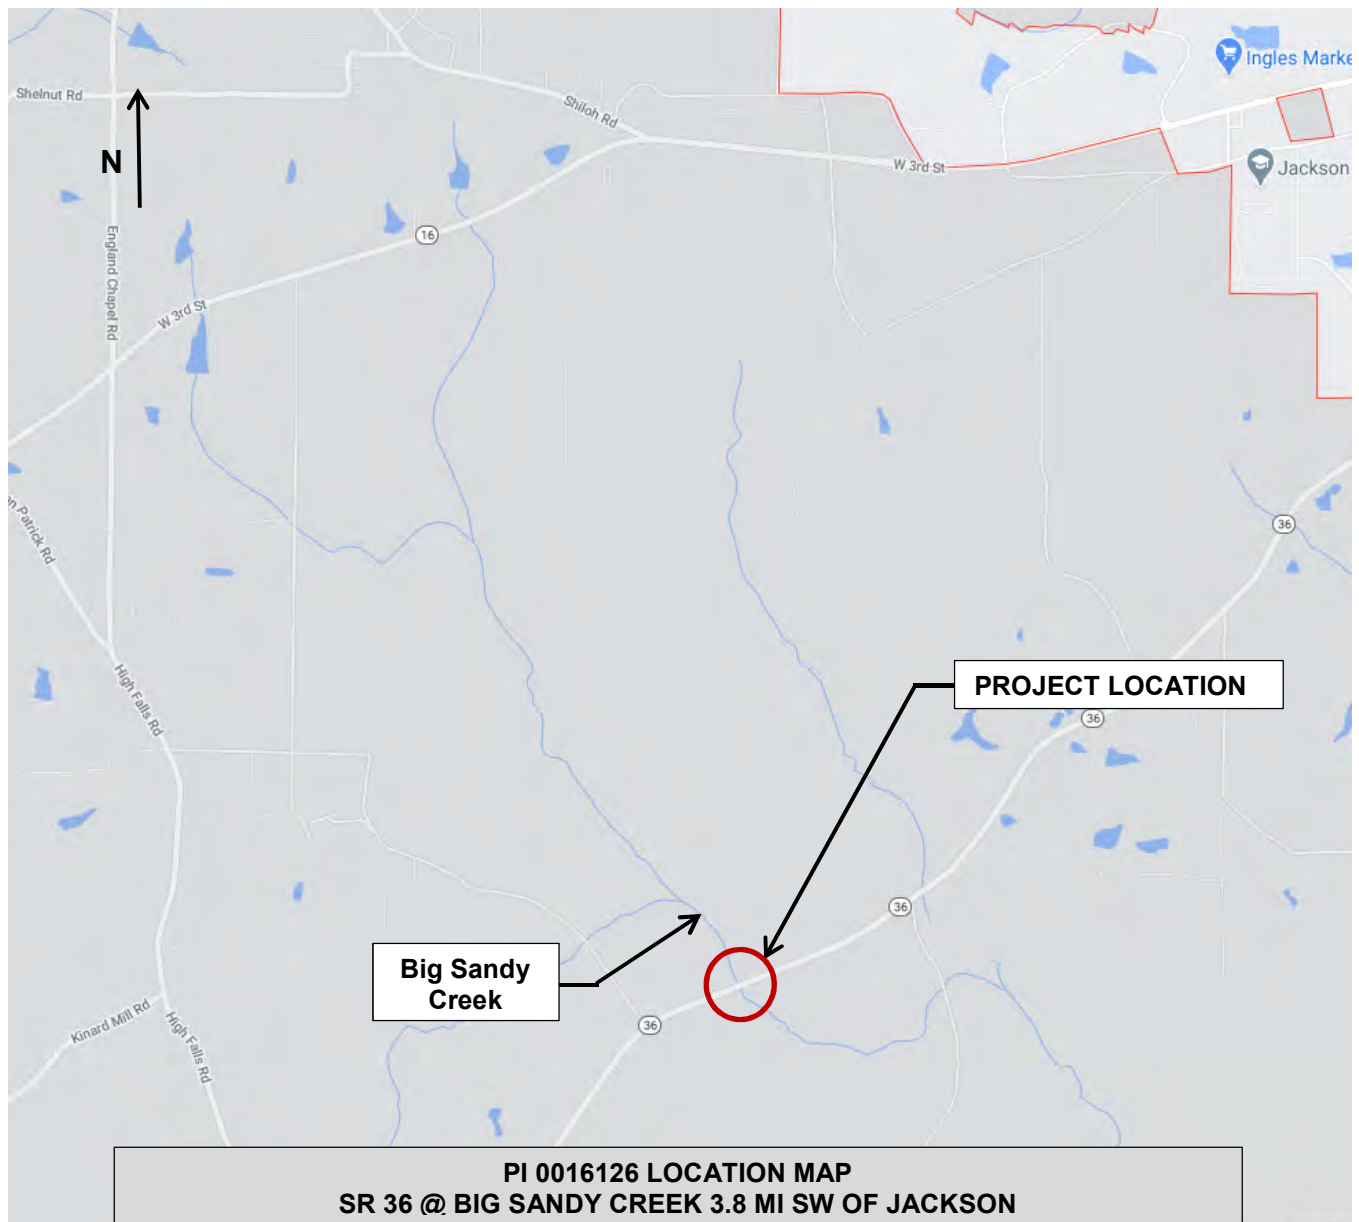 Ingles Marke
Shelnut Rd
Shiloh Rd
N
W 3rd St
Jackson
16
England Chapel Rd
W 3rd St
on Patrick Rd
36
High Falls Rd
PROJECT LOCATION
36
36
Big Sandy
Creek
Kinard Mill Rd
High Falls Rd
36
PI 0016126 LOCATION MAP
SR 36 @ BIG SANDY CREEK 3.8 MI SW OF JACKSON